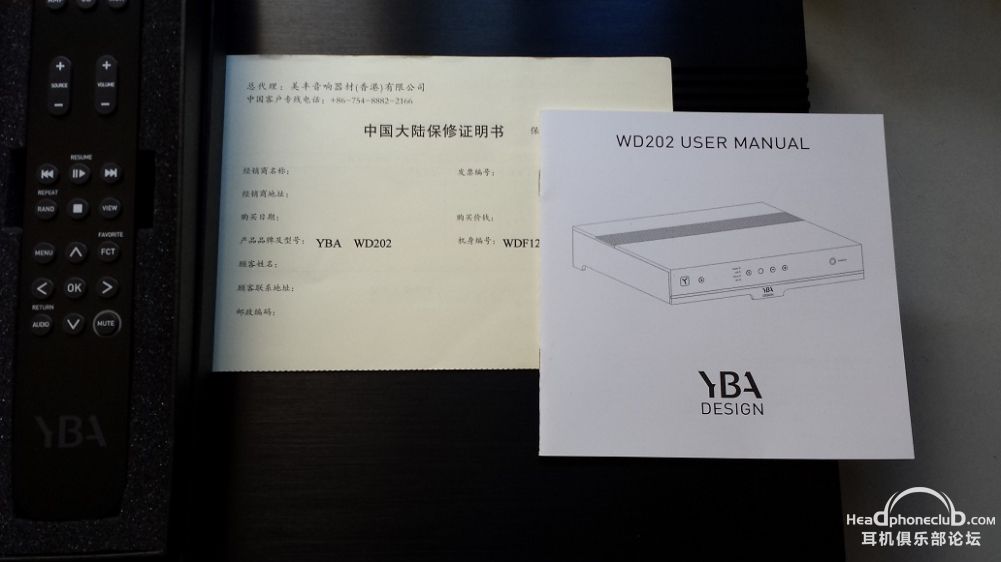 + +
SOURCE VOLUME
- -
RESUME
REPEAT
RAND VIEW
FAVORITE
MENU FCT
OK
RETURN
AUDIO MUTE
YBA
总代理：美丰音响器材(香港)有限公司
中国客户专线电话：+86-754-8882-2166
中国大陆保修证明书 保
经销商名称： 发票编号：
经销商地址：
购买日期： 购买价钱：
产品品牌及型号： YBA WD202 机身编号： WDF12
顾客姓名：
顾客联系地址：
邮政编码：
WD202 USER MANUAL
YBA
DESIGN
YBA
DESIGN
Headphoneclub.com
耳机俱乐部论坛